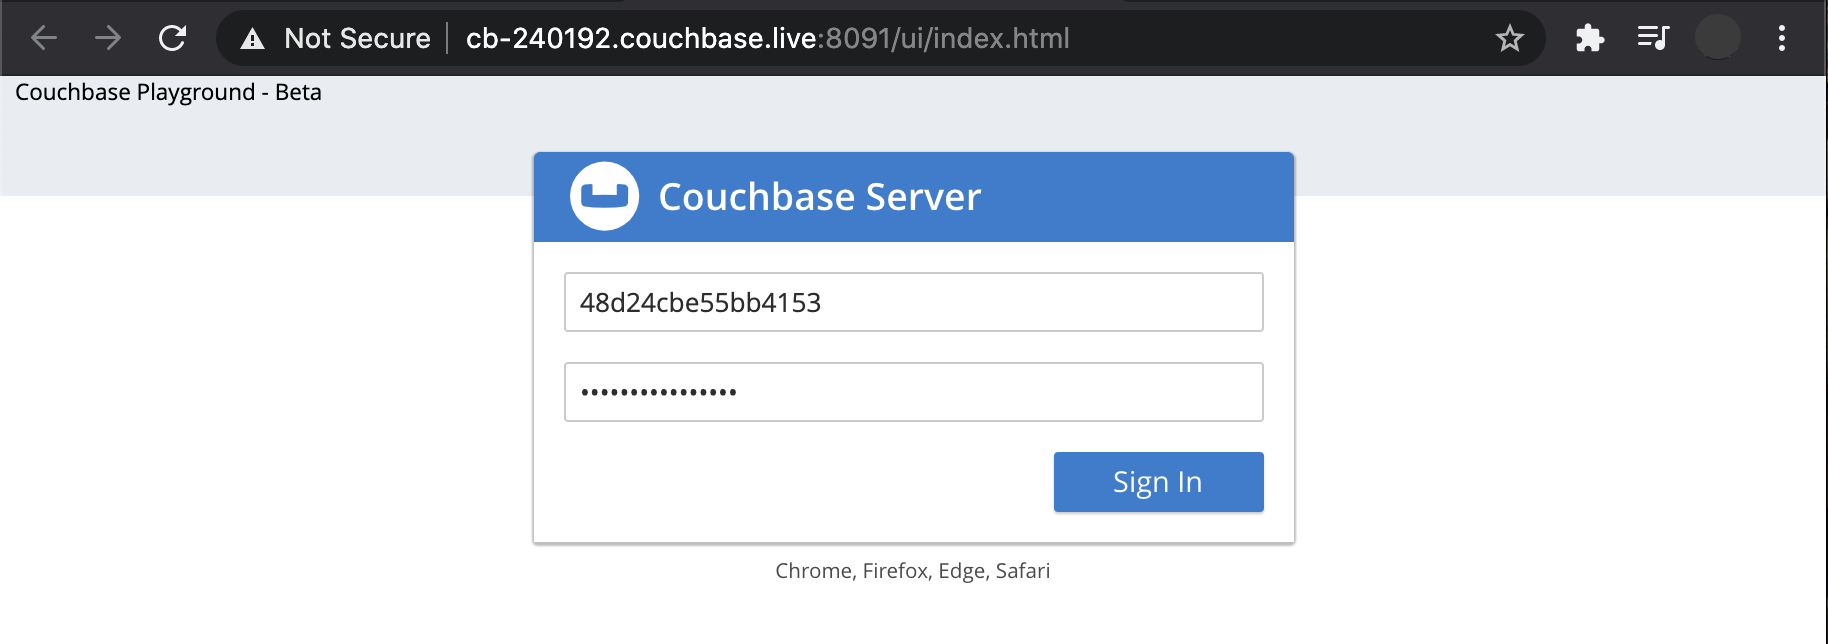 Not Secure | cb-240192.couchbase.live:8091/ui/index.html
Couchbase Playground - Beta
Couchbase Server
48d24cbe55bb4153
••••••••••••••••
Sign In
Chrome, Firefox, Edge, Safari